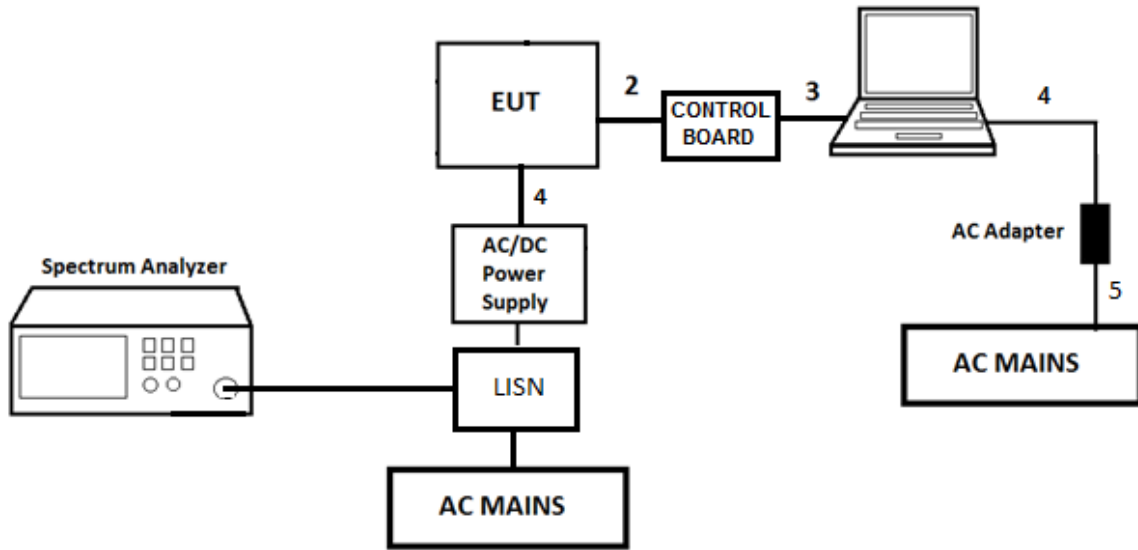 EUT
2
CONTROL
BOARD
3
4
4
AC/DC
Power
Supply
AC Adapter
Spectrum Analyzer
5
LISN
AC MAINS
AC MAINS